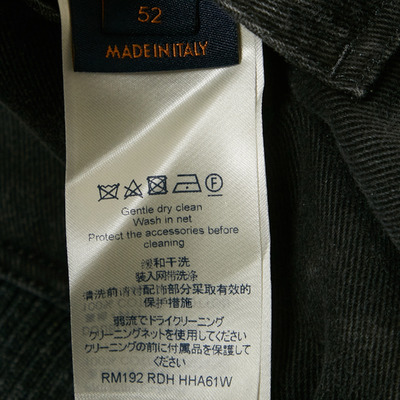 52
MADE IN ITALY
F
Gentle dry clean
Wash in net
Protect the accessories before
cleaning
缓和干洗
装入网带洗涤
清洗前请对配饰部分采取有效的
保护措施
弱流でドライクリーニング
クリーニングネットを使用してください
クリーニングの前に付属品を保護して
ください
RM192 RDH HHA61W